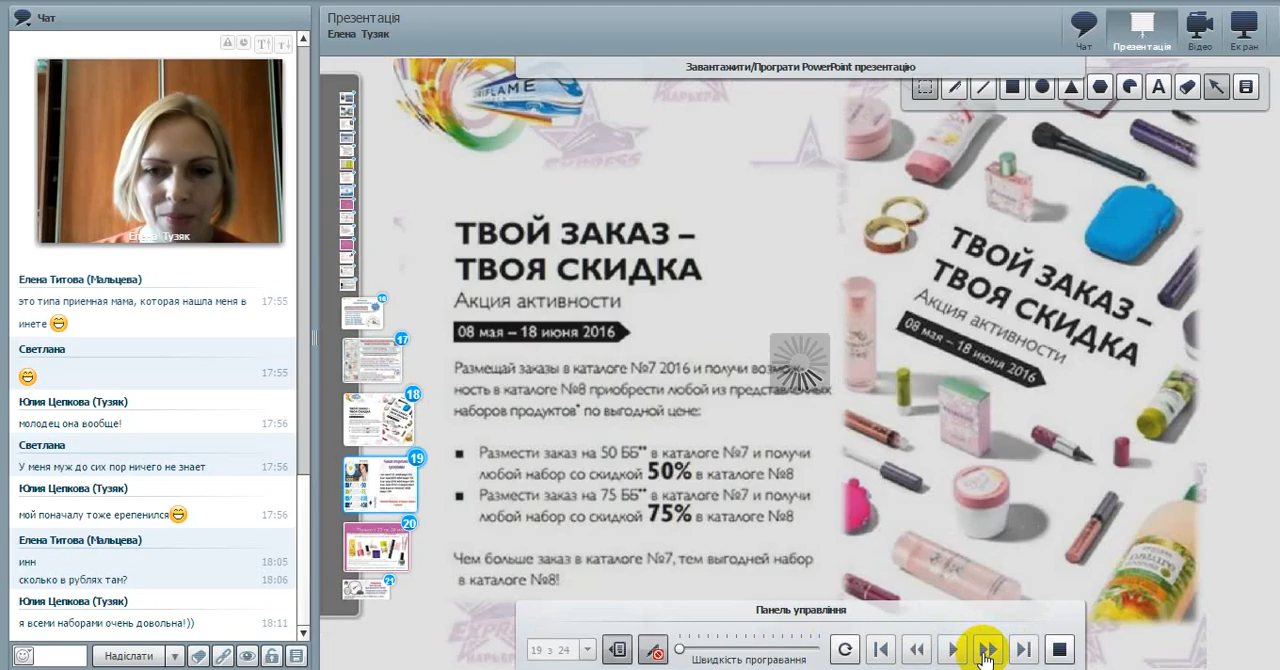 Чат
Елена Тузяк
Елена Титова (Мальцева)
это типа приемная мама, которая нашла меня в 17:55
инете
Светлана
17:55
Юлия Цепкова (Тузяк)
молодец она вообще! 17:56
Светлана
У меня муж до сих пор ничего не знает 17:56
Юлия Цепкова (Тузяк)
мой поначалу тоже ерепенился 17:56
Елена Титова (Мальцева)
инн 18:05
сколько в рублях там? 18:06
Юлия Цепкова (Тузяк)
я всеми наборами очень довольна!)) 18:11
Надіслати
Презентація
Елена Тузяк
Чат
Презентація
Відео
Екран
Завантажити/Програти PowerPoint презентацію
ORIFLAME
EXPRESS
КАРЬЕРА
16
17
18
19
20
21
ТВОЙ ЗАКАЗ –
ТВОЯ СКИДКА
Акция активности
08 мая – 18 июня 2016
Размещай заказы в каталоге №7 2016 и получи возмож-
ность в каталоге №8 приобрести любой из представленных
наборов продуктов* по выгодной цене:
Размести заказ на 50 ББ** в каталоге №7 и получи
любой набор со скидкой 50% в каталоге №8
Размести заказ на 75 ББ** в каталоге №7 и получи
любой набор со скидкой 75% в каталоге №8
Чем больше заказ в каталоге №7, тем выгодней набор
в каталоге №8!
ТВОЙ ЗАКАЗ –
ТВОЯ СКИДКА
Акция активности
08 мая – 18 июня 2016
Панель управління
19 з 24
Швидкість програвання